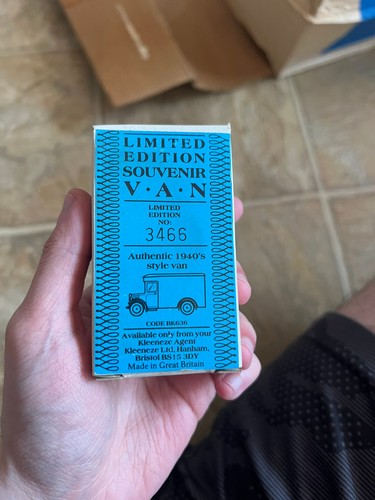 LIMITED
EDITION
SOUVENIR
V·A·N
LIMITED
EDITION
NO:
3466
Authentic 1940's
style van
CODE BK636
Available only from your
Kleeneze Agent
Kleeneze Ltd, Hanham,
Bristol BS15 3DY
Made in Great Britain